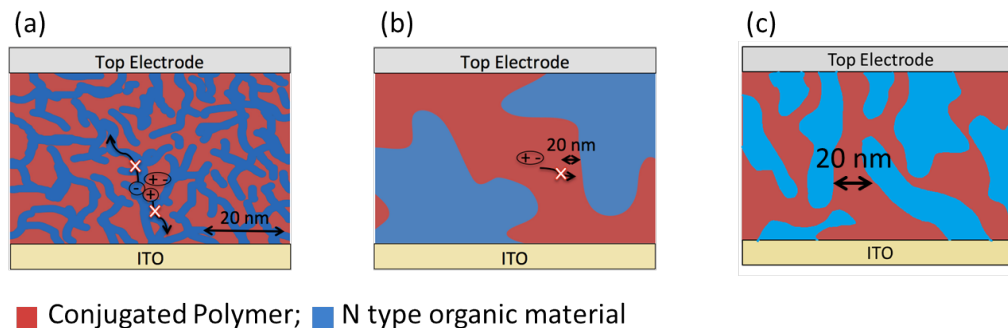 (a)
Top Electrode
+ -
-
+
20 nm
ITO
(b)
Top Electrode
20 nm
+ -
ITO
(c)
Top Electrode
20 nm
ITO
Conjugated Polymer; N type organic material